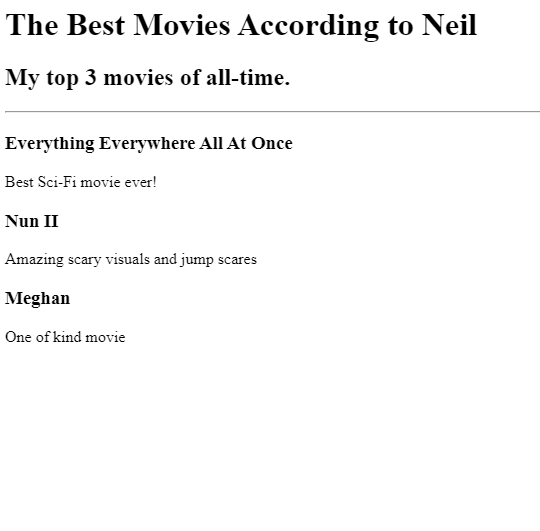 The Best Movies According to Neil
My top 3 movies of all-time.
Everything Everywhere All At Once
Best Sci-Fi movie ever!
Nun II
Amazing scary visuals and jump scares
Meghan
One of kind movie